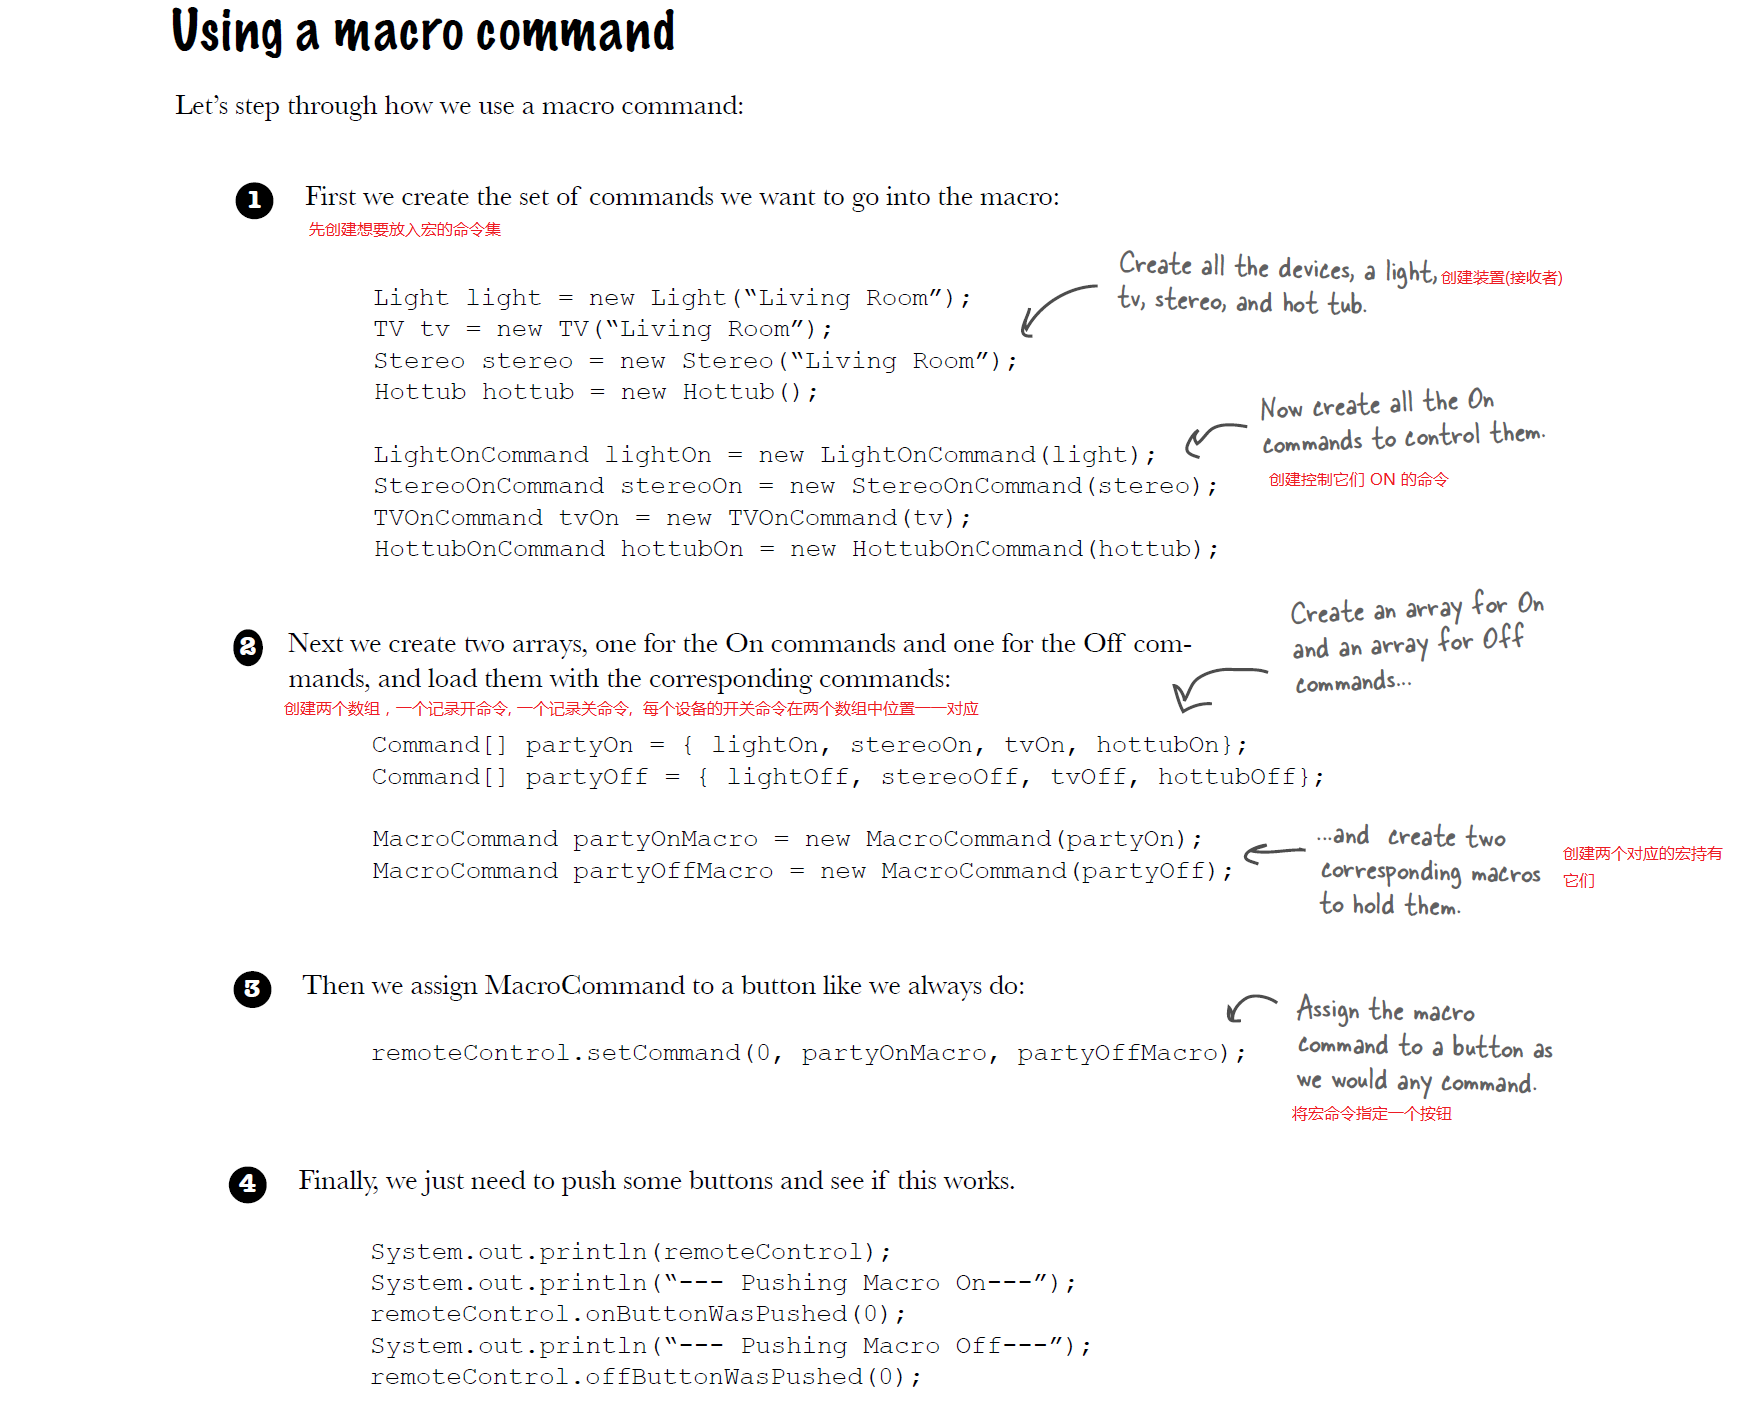 Using a macro command
Let’s step through how we use a macro command:
1 First we create the set of commands we want to go into the macro:
先创建想要放入宏的命令集
Create all the devices, a light,
创建装置(接收者)
tv, stereo, and hot tub.
Light light = new Light(“Living Room”);
TV tv = new TV(“Living Room”);
Stereo stereo = new Stereo(“Living Room”);
Hottub hottub = new Hottub();
Now create all the On
commands to control them.
创建控制它们 ON 的命令
LightOnCommand lightOn = new LightOnCommand(light);
StereoOnCommand stereoOn = new StereoOnCommand(stereo);
TVOnCommand tvOn = new TVOnCommand(tv);
HottubOnCommand hottubOn = new HottubOnCommand(hottub);
Create an array for On
and an array for Off
commands...
2 Next we create two arrays, one for the On commands and one for the Off com-
mands, and load them with the corresponding commands:
创建两个数组，一个记录开命令, 一个记录关命令, 每个设备的开关命令在两个数组中位置一一对应
Command[] partyOn = { lightOn, stereoOn, tvOn, hottubOn};
Command[] partyOff = { lightOff, stereoOff, tvOff, hottubOff};
MacroCommand partyOnMacro = new MacroCommand(partyOn);
MacroCommand partyOffMacro = new MacroCommand(partyOff);
...and create two
corresponding macros
to hold them.
创建两个对应的宏持有
它们
3 Then we assign MacroCommand to a button like we always do:
remoteControl.setCommand(0, partyOnMacro, partyOffMacro);
Assign the macro
command to a button as
we would any command.
将宏命令指定一个按钮
4 Finally, we just need to push some buttons and see if this works.
System.out.println(remoteControl);
System.out.println(“--- Pushing Macro On---”);
remoteControl.onButtonWasPushed(0);
System.out.println(“--- Pushing Macro Off---”);
remoteControl.offButtonWasPushed(0);